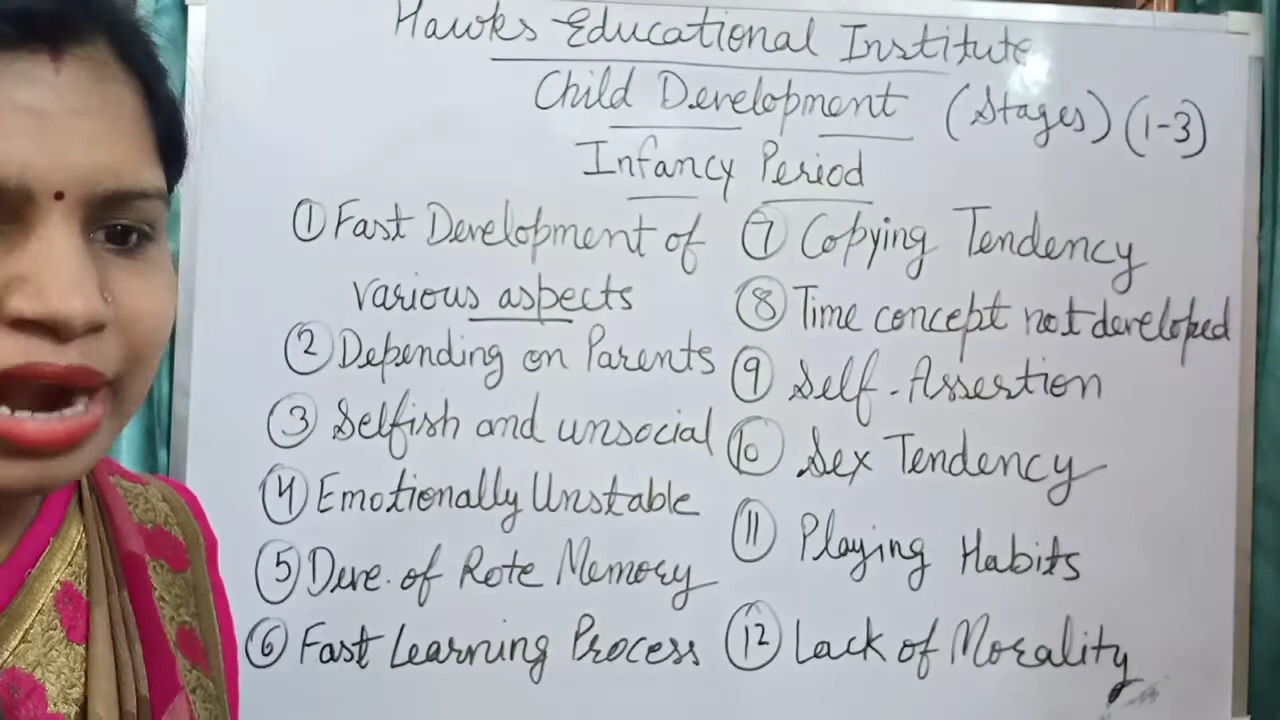 Hawks Educational Institute
Child Development (Stages) (1-3)
Infancy Period
① Fast Development of
various aspects
② Depending on Parents
③ Selfish and unsocial
④ Emotionally Unstable
⑤ Deve. of Rote Memory
⑥ Fast Learning Process
⑦ Copying Tendency
⑧ Time concept not developed
⑨ Self-Assertion
⑩ Sex Tendency
⑪ Playing Habits
⑫ Lack of Morality